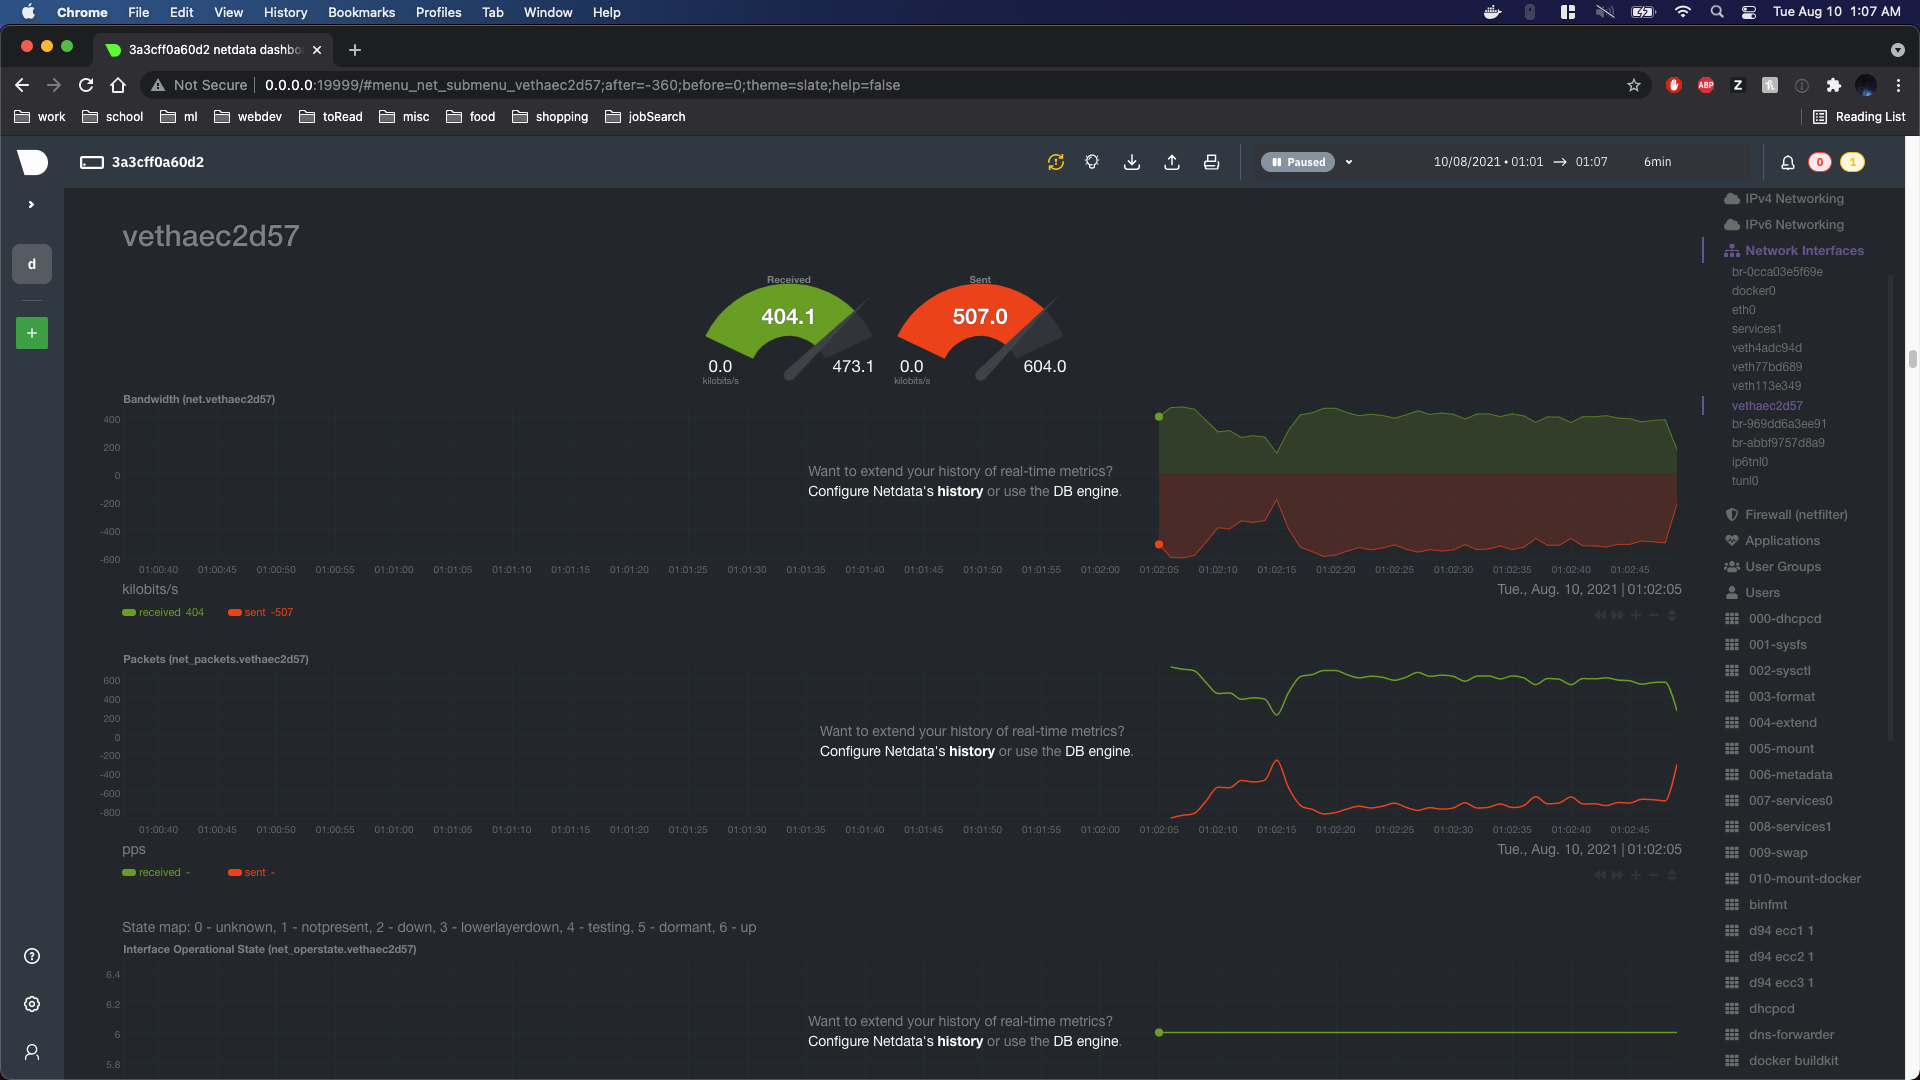 Chrome File Edit View History Bookmarks Profiles Tab Window Help Tue Aug 10 1:07 AM
3a3cff0a60d2 netdata dashbo
Not Secure 0.0.0.0:19999/#menu_net_submenu_vethaec2d57;after=-360;before=0;theme=slate;help=false
ABP Z
work school ml webdev toRead misc food shopping jobSearch Reading List
3a3cff0a60d2 Paused 10/08/2021 • 01:01 → 01:07 6min 0 1
d
+
vethaec2d57
Received
404.1
0.0 473.1
kilobits/s
Sent
507.0
0.0 604.0
kilobits/s
Bandwidth (net.vethaec2d57)
400
200
0
-200
-400
-600
Want to extend your history of real-time metrics?
Configure Netdata's history or use the DB engine.
01:00:40 01:00:45 01:00:50 01:00:55 01:01:00 01:01:05 01:01:10 01:01:15 01:01:20 01:01:25 01:01:30 01:01:35 01:01:40 01:01:45 01:01:50 01:01:55 01:02:00 01:02:05 01:02:10 01:02:15 01:02:20 01:02:25 01:02:30 01:02:35 01:02:40 01:02:45
kilobits/s Tue., Aug. 10, 2021 | 01:02:05
received 404 sent -507
Packets (net_packets.vethaec2d57)
600
400
200
0
-200
-400
-600
-800
Want to extend your history of real-time metrics?
Configure Netdata's history or use the DB engine.
01:00:40 01:00:45 01:00:50 01:00:55 01:01:00 01:01:05 01:01:10 01:01:15 01:01:20 01:01:25 01:01:30 01:01:35 01:01:40 01:01:45 01:01:50 01:01:55 01:02:00 01:02:05 01:02:10 01:02:15 01:02:20 01:02:25 01:02:30 01:02:35 01:02:40 01:02:45
pps Tue., Aug. 10, 2021 | 01:02:05
received - sent -
State map: 0 - unknown, 1 - notpresent, 2 - down, 3 - lowerlayerdown, 4 - testing, 5 - dormant, 6 - up
Interface Operational State (net_operstate.vethaec2d57)
6.4
6.2
6
5.8
Want to extend your history of real-time metrics?
Configure Netdata's history or use the DB engine.
IPv4 Networking
IPv6 Networking
Network Interfaces
br-0cca03e5f69e
docker0
eth0
services1
veth4adc94d
veth77bd689
veth113e349
vethaec2d57
br-969dd6a3ee91
br-abbf9757d8a9
ip6tnl0
tunl0
Firewall (netfilter)
Applications
User Groups
Users
000-dhcpcd
001-sysfs
002-sysctl
003-format
004-extend
005-mount
006-metadata
007-services0
008-services1
009-swap
010-mount-docker
binfmt
d94 ecc1 1
d94 ecc2 1
d94 ecc3 1
dhcpcd
dns-forwarder
docker buildkit